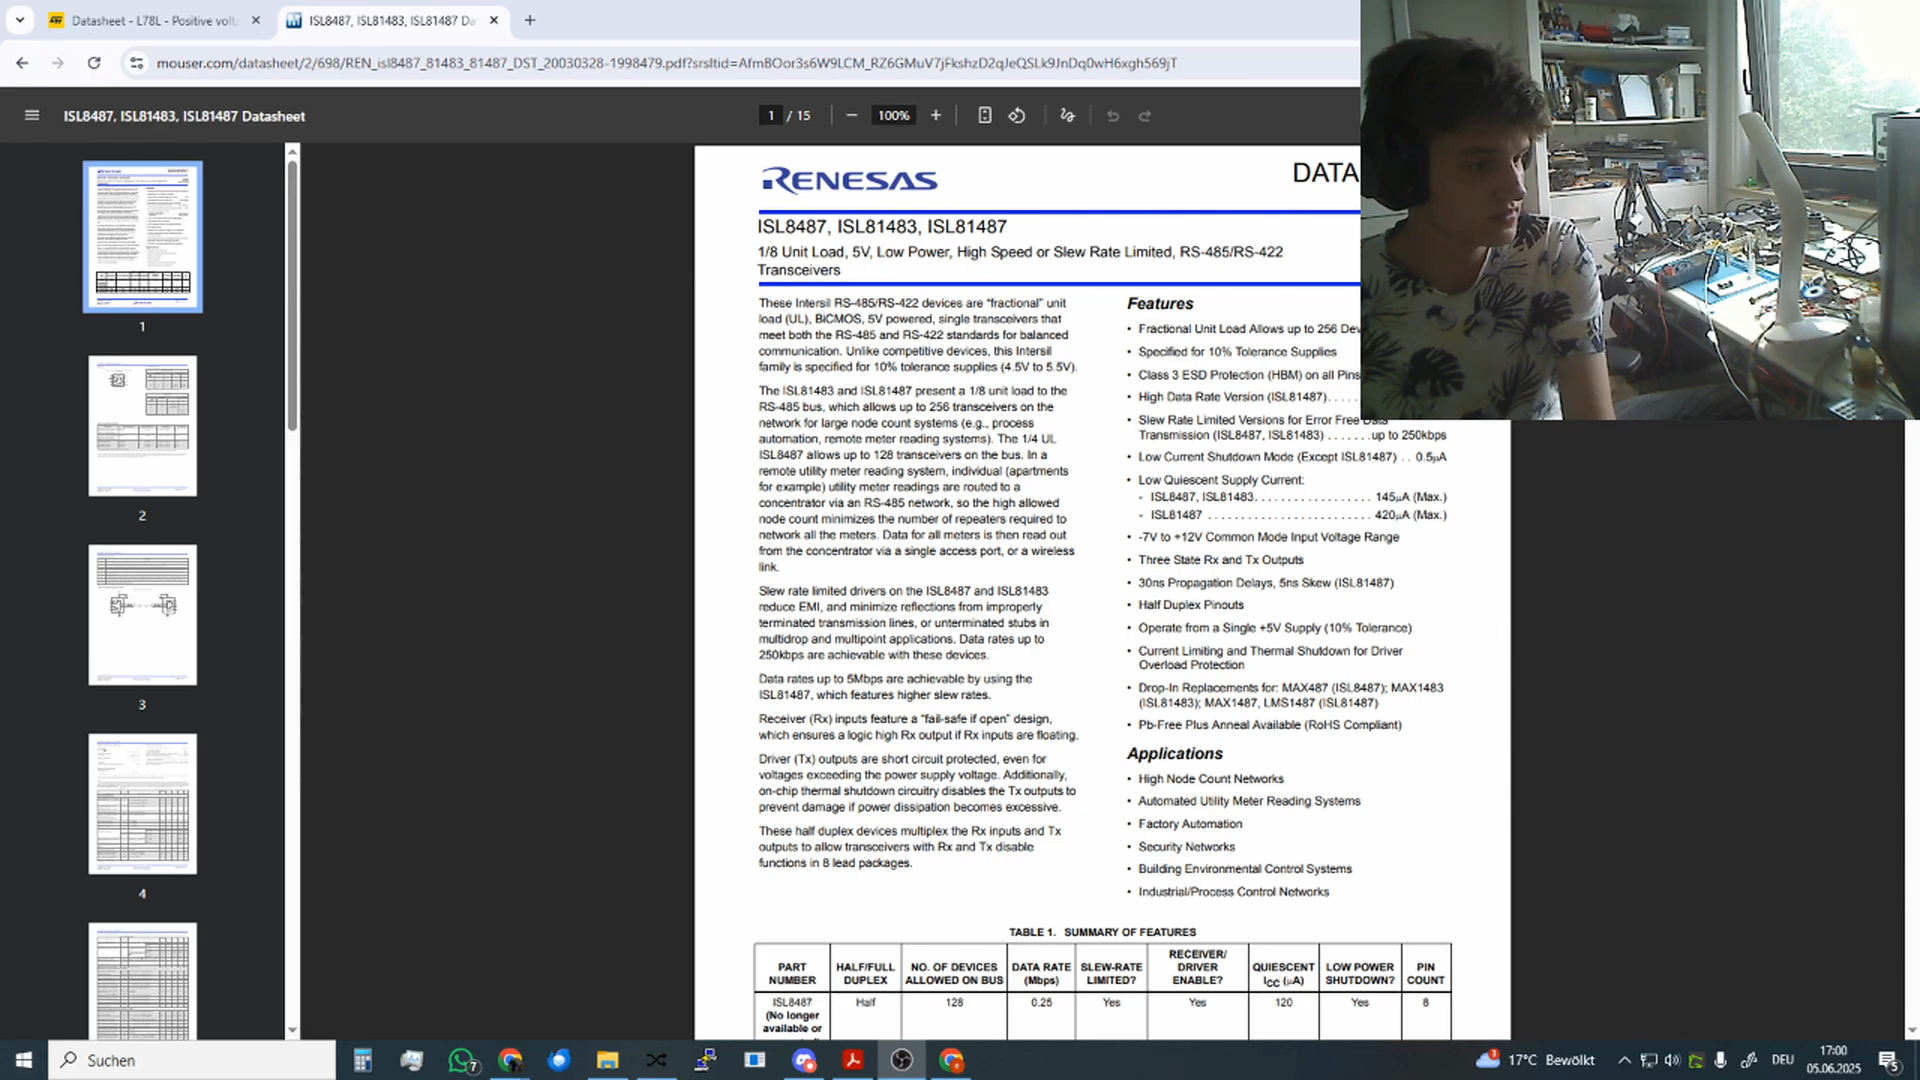 Datasheet - L78L - Positive volt
ISL8487, ISL81483, ISL81487 Da
mouser.com/datasheet/2/698/REN_isl8487_81483_81487_DST_20030328-1998479.pdf?srsltid=AfmBOor3s6W9LCM_RZ6GMuV7jFkshzD2qJeQSLk9JnDq0wH6xgh569jT
ISL8487, ISL81483, ISL81487 Datasheet
1 / 15
100%
1
2
3
4
RENESAS
DATA
ISL8487, ISL81483, ISL81487
1/8 Unit Load, 5V, Low Power, High Speed or Slew Rate Limited, RS-485/RS-422
Transceivers
These Intersil RS-485/RS-422 devices are "fractional" unit
load (UL), BiCMOS, 5V powered, single transceivers that
meet both the RS-485 and RS-422 standards for balanced
communication. Unlike competitive devices, this Intersil
family is specified for 10% tolerance supplies (4.5V to 5.5V).
The ISL81483 and ISL81487 present a 1/8 unit load to the
RS-485 bus, which allows up to 256 transceivers on the
network for large node count systems (e.g., process
automation, remote meter reading systems). The 1/4 UL
ISL8487 allows up to 128 transceivers on the bus. In a
remote utility meter reading system, individual (apartments
for example) utility meter readings are routed to a
concentrator via an RS-485 network, so the high allowed
node count minimizes the number of repeaters required to
network all the meters. Data for all meters is then read out
from the concentrator via a single access port, or a wireless
link.
Slew rate limited drivers on the ISL8487 and ISL81483
reduce EMI, and minimize reflections from improperly
terminated transmission lines, or unterminated stubs in
multidrop and multipoint applications. Data rates up to
250kbps are achievable with these devices.
Data rates up to 5Mbps are achievable by using the
ISL81487, which features higher slew rates.
Receiver (Rx) inputs feature a "fail-safe if open" design,
which ensures a logic high Rx output if Rx inputs are floating.
Driver (Tx) outputs are short circuit protected, even for
voltages exceeding the power supply voltage. Additionally,
on-chip thermal shutdown circuitry disables the Tx outputs to
prevent damage if power dissipation becomes excessive.
These half duplex devices multiplex the Rx inputs and Tx
outputs to allow transceivers with Rx and Tx disable
functions in 8 lead packages.
Features
• Fractional Unit Load Allows up to 256 Dev
• Specified for 10% Tolerance Supplies
• Class 3 ESD Protection (HBM) on all Pins
• High Data Rate Version (ISL81487). . . . .
• Slew Rate Limited Versions for Error Free Data
Transmission (ISL8487, ISL81483) . . . . . . .up to 250kbps
• Low Current Shutdown Mode (Except ISL81487) . . 0.5µA
• Low Quiescent Supply Current:
- ISL8487, ISL81483. . . . . . . . . . . . . . . . . . 145µA (Max.)
- ISL81487 . . . . . . . . . . . . . . . . . . . . . . . . . 420µA (Max.)
• -7V to +12V Common Mode Input Voltage Range
• Three State Rx and Tx Outputs
• 30ns Propagation Delays, 5ns Skew (ISL81487)
• Half Duplex Pinouts
• Operate from a Single +5V Supply (10% Tolerance)
• Current Limiting and Thermal Shutdown for Driver
Overload Protection
• Drop-In Replacements for: MAX487 (ISL8487); MAX1483
(ISL81483); MAX1487, LMS1487 (ISL81487)
• Pb-Free Plus Anneal Available (RoHS Compliant)
Applications
• High Node Count Networks
• Automated Utility Meter Reading Systems
• Factory Automation
• Security Networks
• Building Environmental Control Systems
• Industrial/Process Control Networks
TABLE 1. SUMMARY OF FEATURES
PART NUMBER HALF/FULL DUPLEX NO. OF DEVICES ALLOWED ON BUS DATA RATE (Mbps) SLEW-RATE LIMITED? RECEIVER/ DRIVER ENABLE? QUIESCENT ICC (µA) LOW POWER SHUTDOWN? PIN COUNT
ISL8487 Half 128 0.25 Yes Yes 120 Yes 8
(No longer
available or
Suchen
7
3
17°C Bewölkt
DEU
17:00
05.06.2025
5